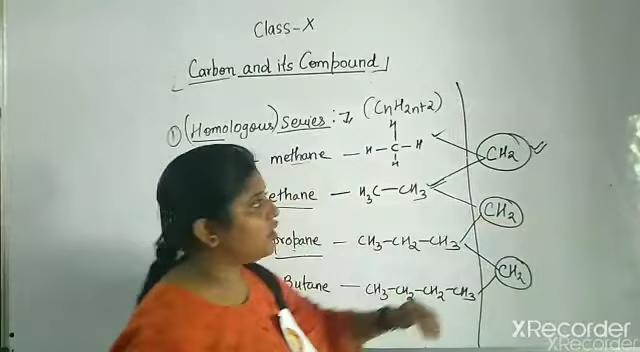 Class-X
Carbon and its Compound
① (Homologous) Series:- (CnH2n+2)
H
methane — H-C-H
H
CH2
ethane — H3C-CH3
CH2
propane — CH3-CH2-CH3
CH2
Butane — CH3-CH2-CH2-CH3
XRecorder
XRecorder